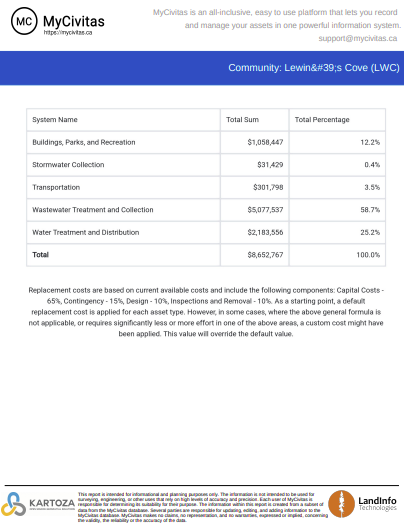 MC MyCivitas
https://mycivitas.ca
MyCivitas is an all-inclusive, easy to use platform that lets you record
and manage your assets in one powerful information system.
support@mycivitas.ca
Community: Lewin&#39;s Cove (LWC)
System Name Total Sum Total Percentage
Buildings, Parks, and Recreation $1,058,447 12.2%
Stormwater Collection $31,429 0.4%
Transportation $301,798 3.5%
Wastewater Treatment and Collection $5,077,537 58.7%
Water Treatment and Distribution $2,183,556 25.2%
Total $8,652,767 100.0%
Replacement costs are based on current available costs and include the following components: Capital Costs -
65%, Contingency - 15%, Design - 10%, Inspections and Removal - 10%. As a starting point, a default
replacement cost is applied for each asset type. However, in some cases, where the above general formula is
not applicable, or requires significantly less or more effort in one of the above areas, a custom cost might have
been applied. This value will override the default value.
KARTOZA
This report is intended for informational and planning purposes only. The information is not intended to be used for
surveying, engineering, or other uses that rely on high levels of accuracy and precision. Each user of MyCivitas is
responsible for determining its suitability for their purpose. The information within this report is created from a subset of
data from the MyCivitas database. Several parties are responsible for updating, editing, and adding information to the
MyCivitas database. MyCivitas makes no claims, no representation, and no warranties, expressed or implied, concerning
the validity, the reliability or the accuracy of the data.
LandInfo
Technologies